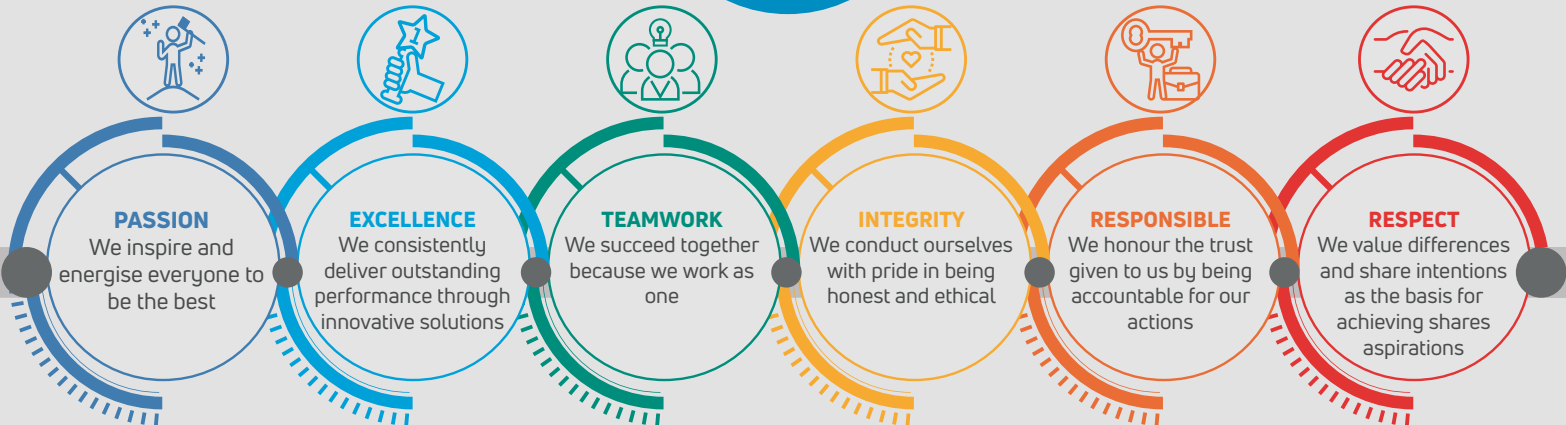 1
PASSION
We inspire and
energise everyone to
be the best
EXCELLENCE
We consistently
deliver outstanding
performance through
innovative solutions
TEAMWORK
We succeed together
because we work as
one
INTEGRITY
We conduct ourselves
with pride in being
honest and ethical
RESPONSIBLE
We honour the trust
given to us by being
accountable for our
actions
RESPECT
We value differences
and share intentions
as the basis for
achieving shares
aspirations